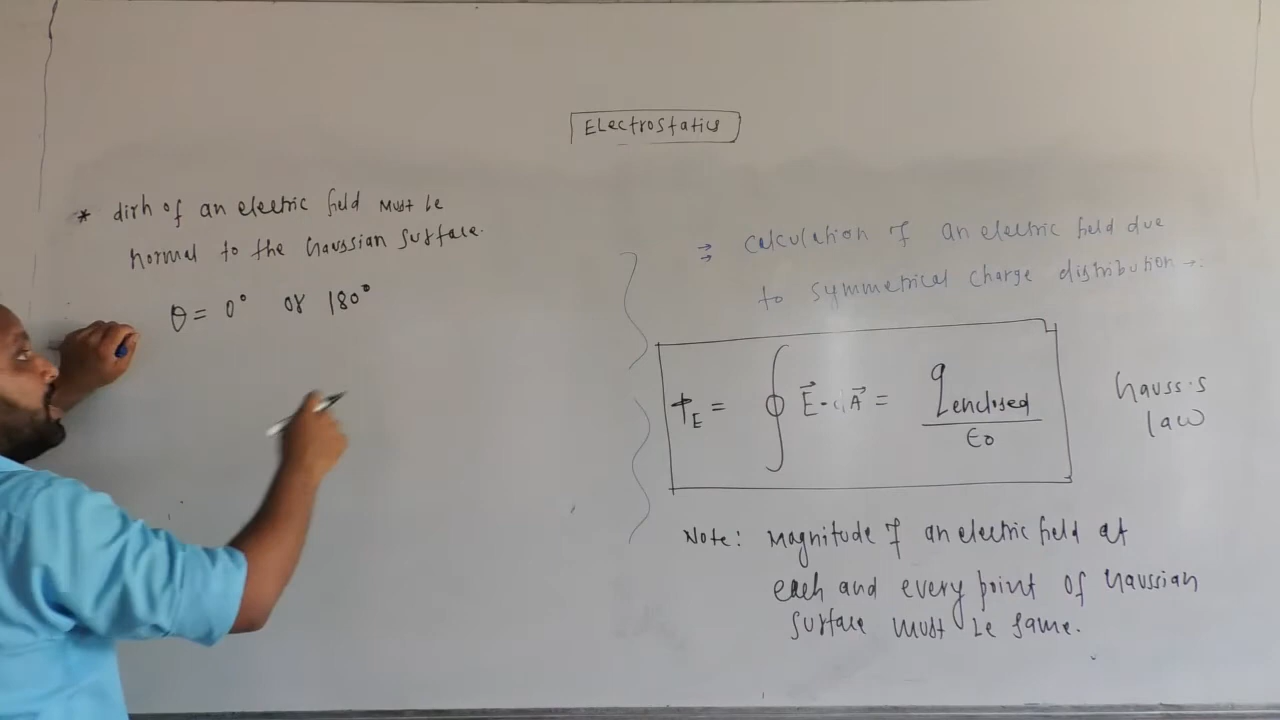 Electrostatics
* dirn of an electric field must be
normal to the Gaussian surface.
θ = 0° or 180°
⇒ calculation of an electric field due
to symmetrical charge distribution →.
ϕE = ∮ E⃗ · dA⃗ = qenclosed / ϵ0
Gauss's
law
Note: Magnitude of an electric field at
each and every point of Gaussian
surface must be same.